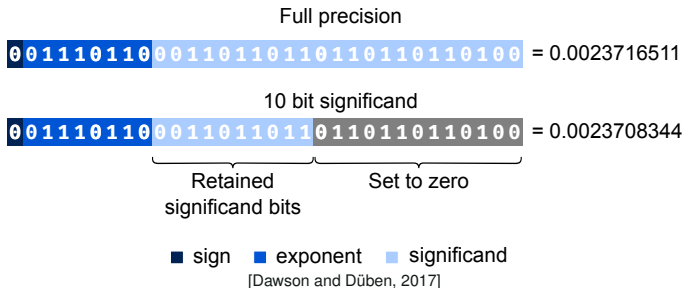 Full precision
00111011000110110110110110110100 = 0.0023716511
10 bit significand
00111011000110110110110110110100 = 0.0023708344
Retained significand bits
Set to zero
sign exponent significand
[Dawson and Düben, 2017]